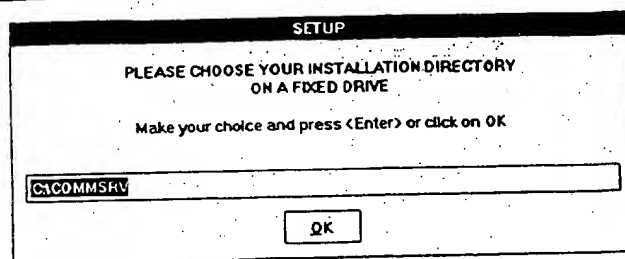 SETUP
PLEASE CHOOSE YOUR INSTALLATION DIRECTORY
ON A FIXED DRIVE
Make your choice and press <Enter> or click on OK
C:\COMMSRV
OK